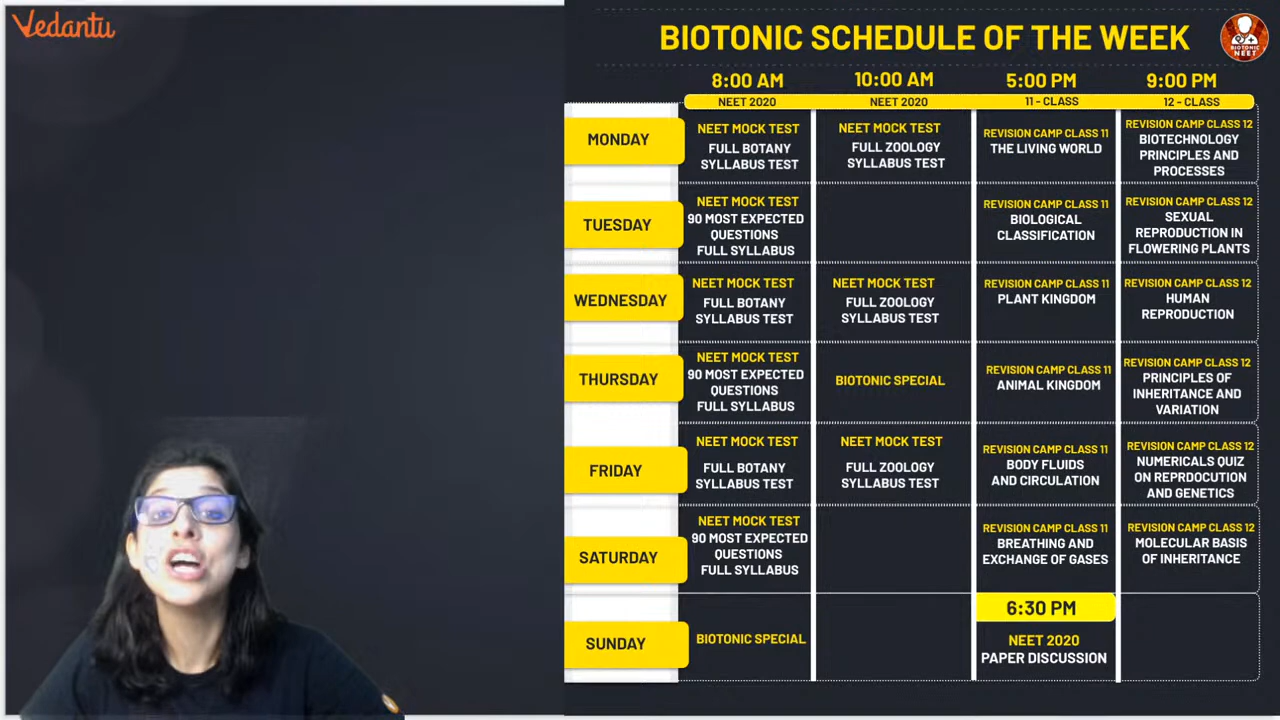 Vedantu
BIOTONIC SCHEDULE OF THE WEEK
BIOTONIC
NEET
8:00 AM
10:00 AM
5:00 PM
9:00 PM
NEET 2020
NEET 2020
11 - CLASS
12 - CLASS
MONDAY
NEET MOCK TEST
FULL BOTANY
SYLLABUS TEST
NEET MOCK TEST
FULL ZOOLOGY
SYLLABUS TEST
REVISION CAMP CLASS 11
THE LIVING WORLD
REVISION CAMP CLASS 12
BIOTECHNOLOGY
PRINCIPLES AND
PROCESSES
TUESDAY
NEET MOCK TEST
90 MOST EXPECTED
QUESTIONS
FULL SYLLABUS
REVISION CAMP CLASS 11
BIOLOGICAL
CLASSIFICATION
REVISION CAMP CLASS 12
SEXUAL
REPRODUCTION IN
FLOWERING PLANTS
WEDNESDAY
NEET MOCK TEST
FULL BOTANY
SYLLABUS TEST
NEET MOCK TEST
FULL ZOOLOGY
SYLLABUS TEST
REVISION CAMP CLASS 11
PLANT KINGDOM
REVISION CAMP CLASS 12
HUMAN
REPRODUCTION
THURSDAY
NEET MOCK TEST
90 MOST EXPECTED
QUESTIONS
FULL SYLLABUS
BIOTONIC SPECIAL
REVISION CAMP CLASS 11
ANIMAL KINGDOM
REVISION CAMP CLASS 12
PRINCIPLES OF
INHERITANCE AND
VARIATION
FRIDAY
NEET MOCK TEST
FULL BOTANY
SYLLABUS TEST
NEET MOCK TEST
FULL ZOOLOGY
SYLLABUS TEST
REVISION CAMP CLASS 11
BODY FLUIDS
AND CIRCULATION
REVISION CAMP CLASS 12
NUMERICALS QUIZ
ON REPRDOCUTION
AND GENETICS
SATURDAY
NEET MOCK TEST
90 MOST EXPECTED
QUESTIONS
FULL SYLLABUS
REVISION CAMP CLASS 11
BREATHING AND
EXCHANGE OF GASES
REVISION CAMP CLASS 12
MOLECULAR BASIS
OF INHERITANCE
SUNDAY
BIOTONIC SPECIAL
6:30 PM
NEET 2020
PAPER DISCUSSION